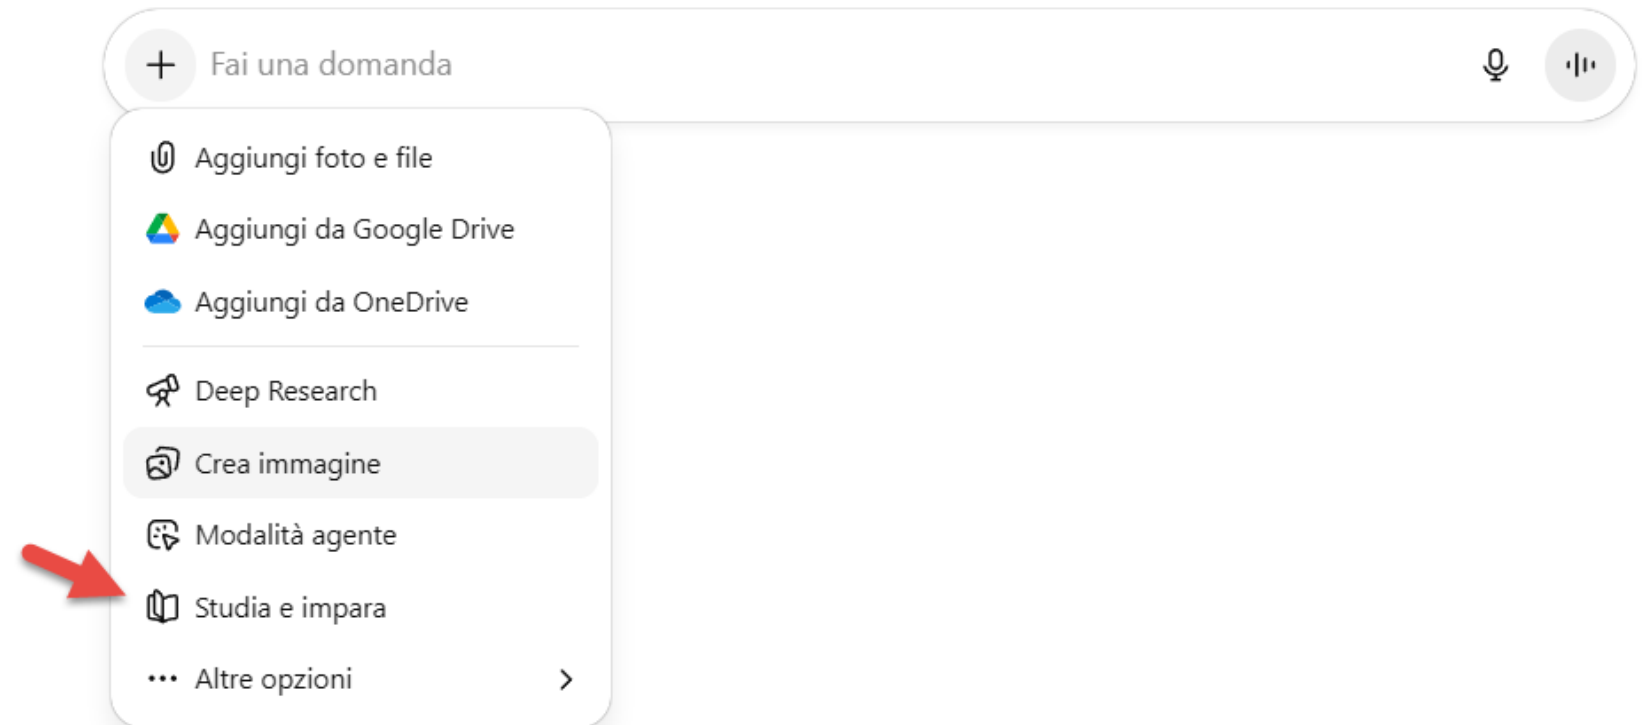 Fai una domanda
Aggiungi foto e file
Aggiungi da Google Drive
Aggiungi da OneDrive
Deep Research
Crea immagine
Modalità agente
Studia e impara
Altre opzioni